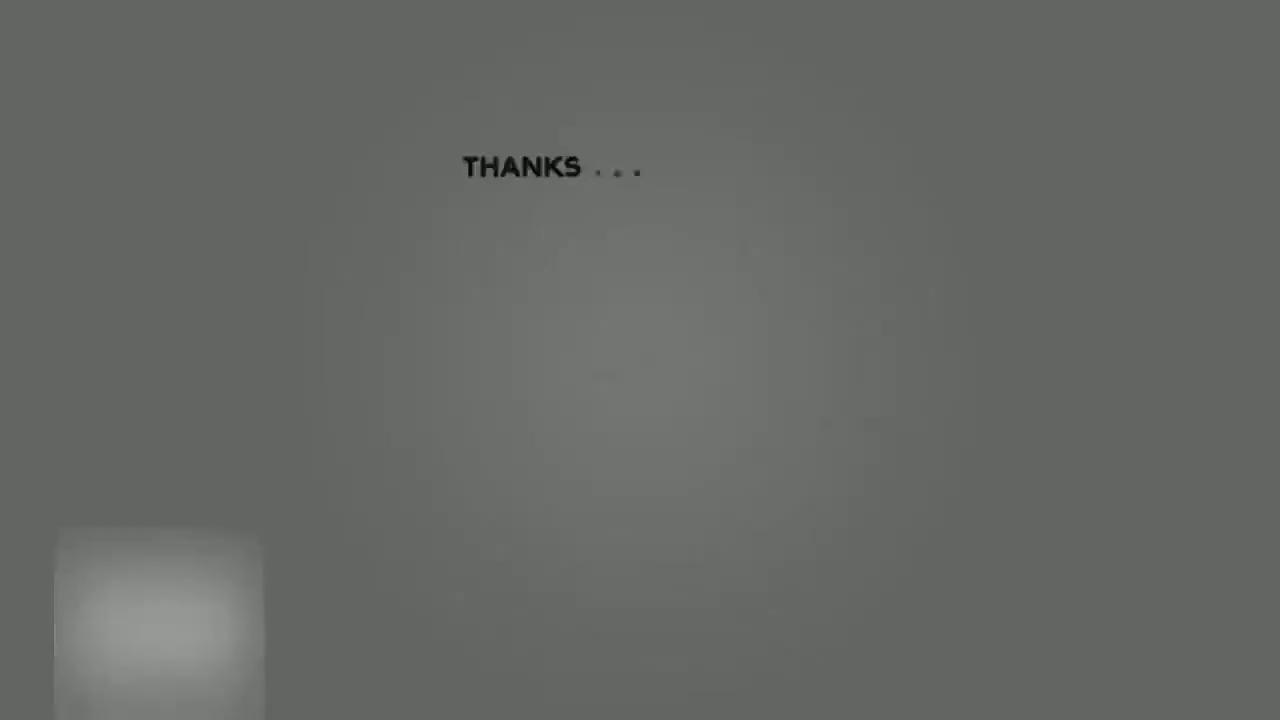 THANKS . . .